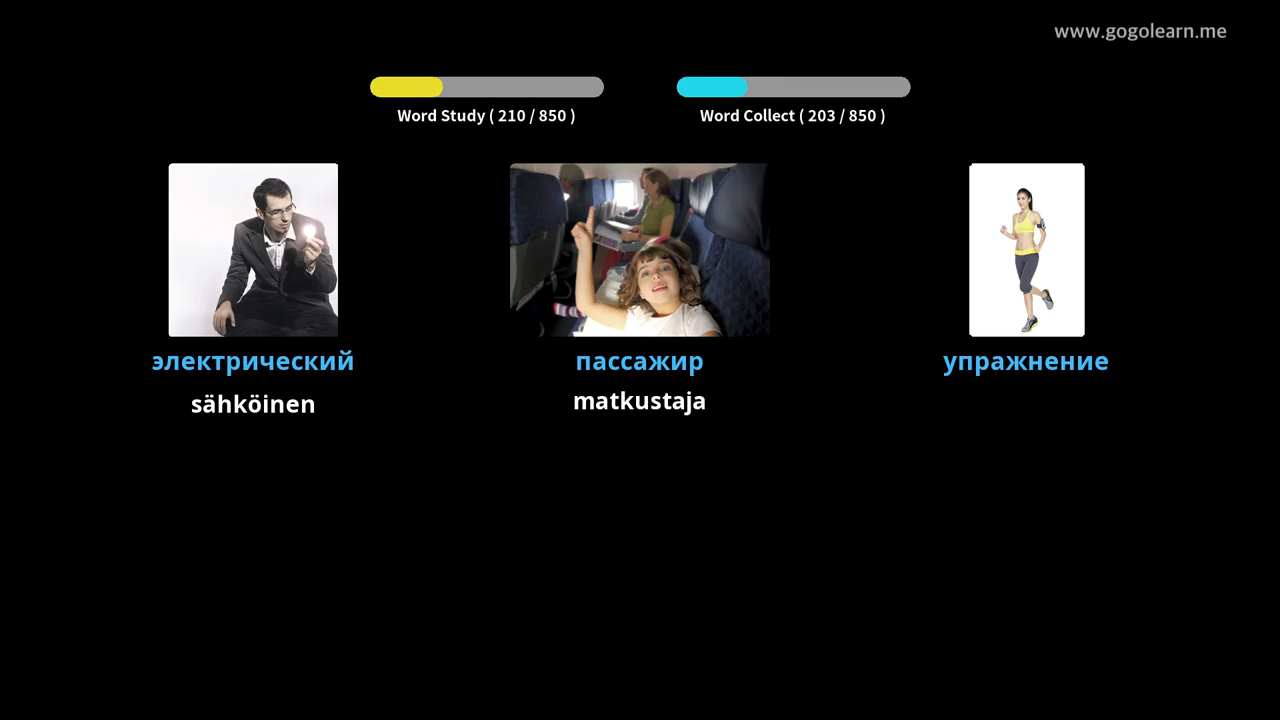 www.gogolearn.me
Word Study ( 210 / 850 )
Word Collect ( 203 / 850 )
электрический
пассажир
упражнение
sähköinen
matkustaja